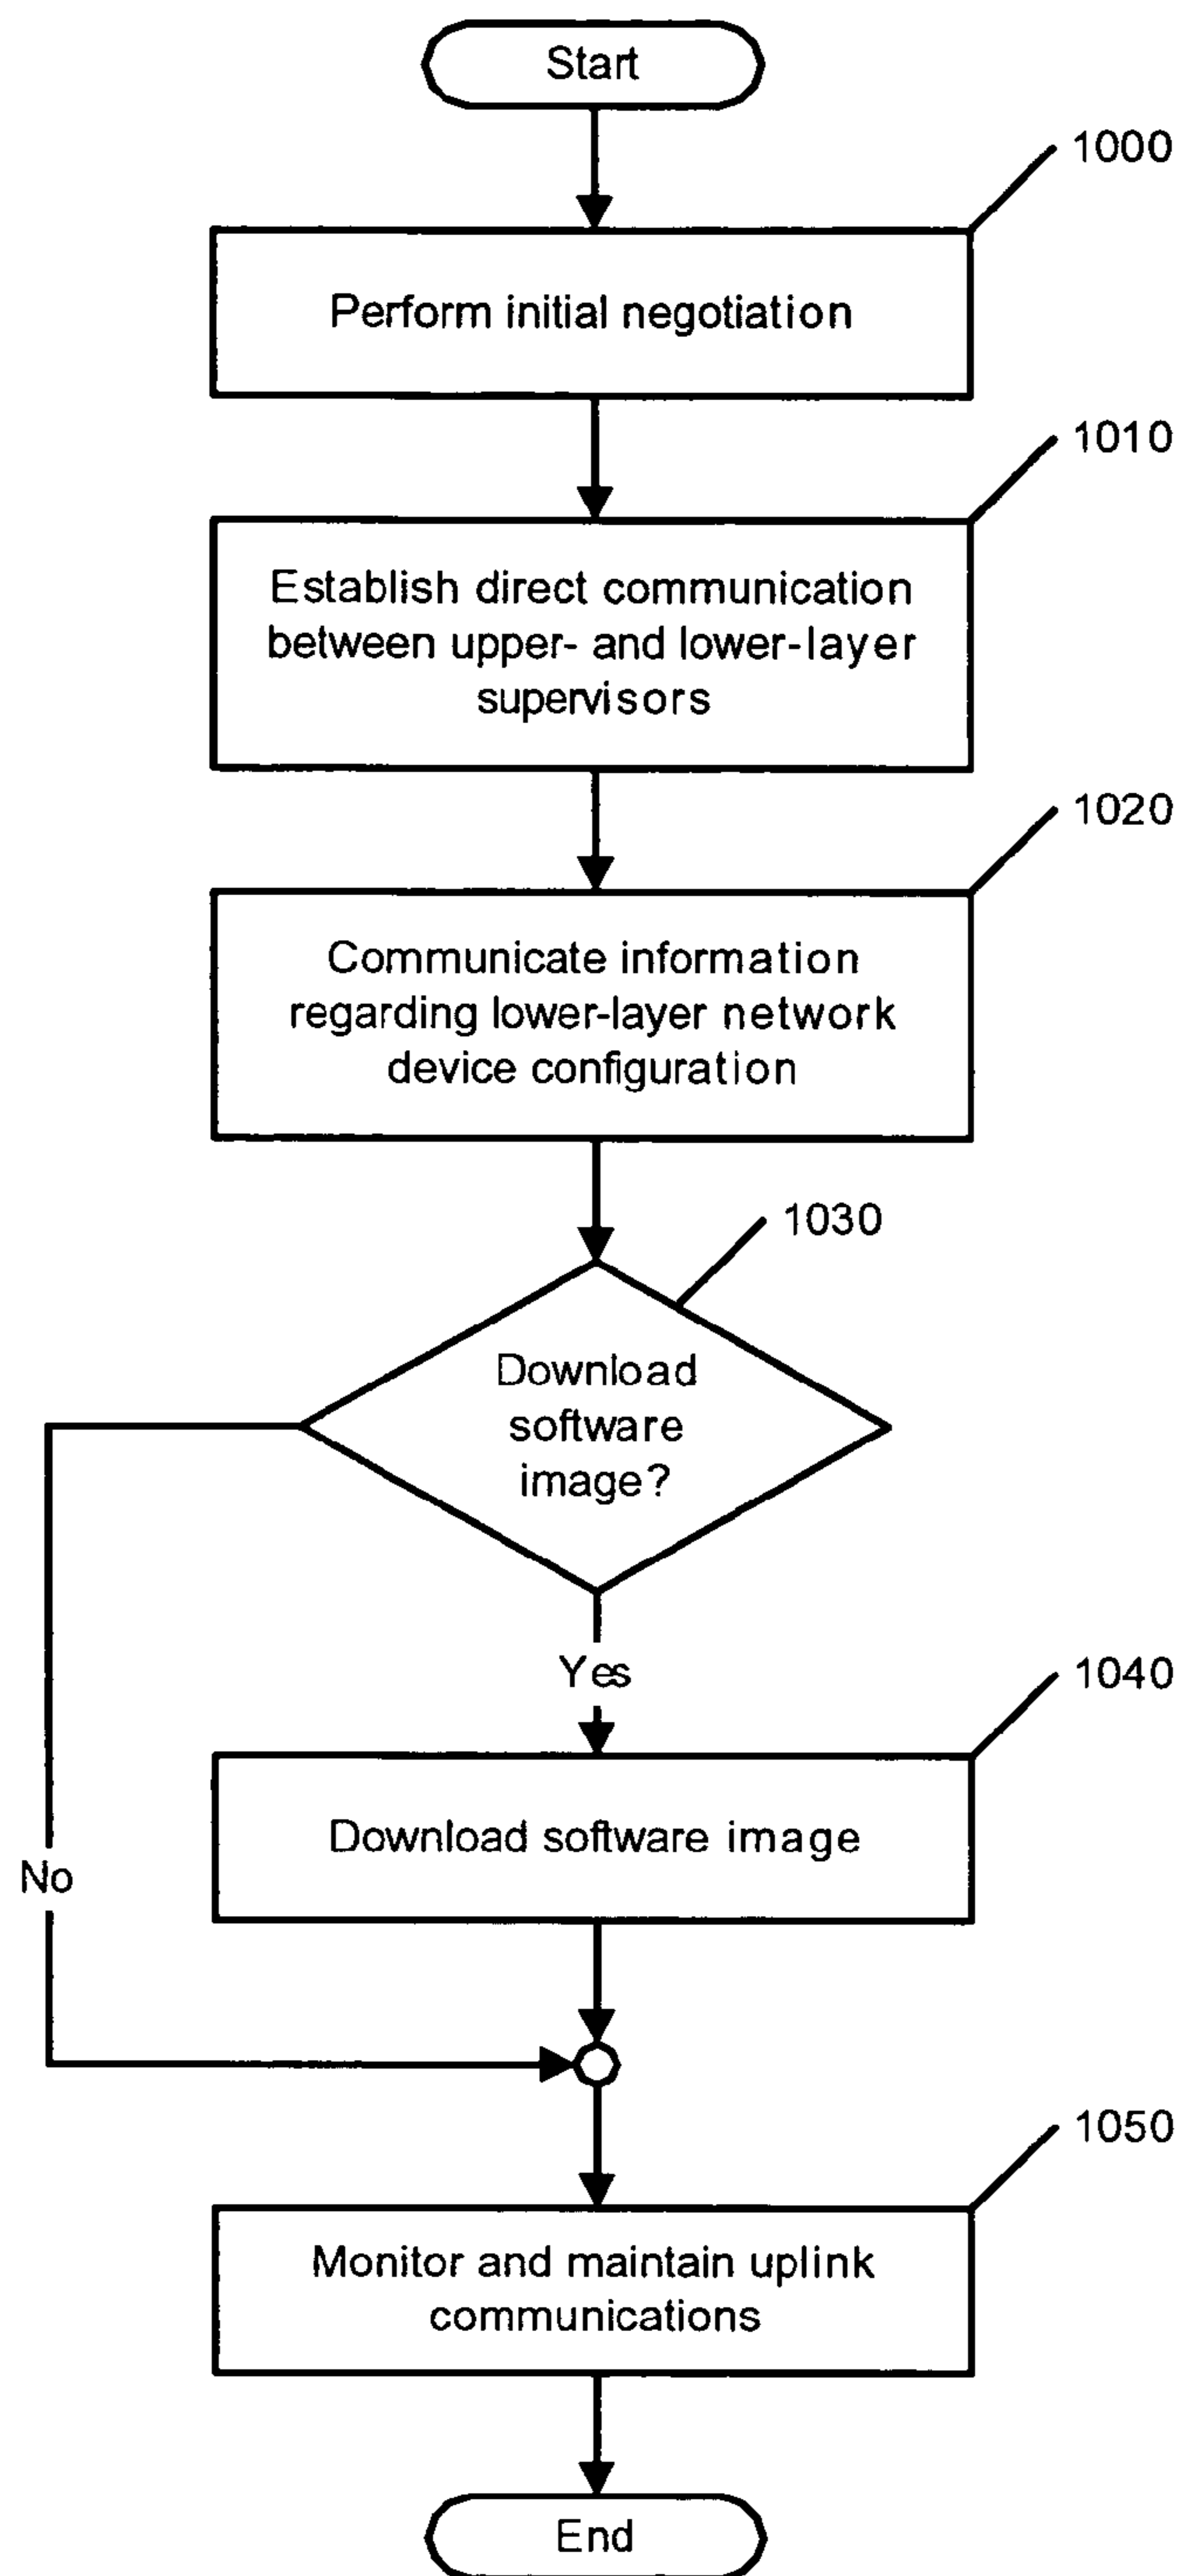 Start
1000
Perform initial negotiation
1010
Establish direct communication
between upper- and lower-layer
supervisors
1020
Communicate information
regarding lower-layer network
device configuration
1030
Download
software
image?
Yes
1040
Download software image
No
1050
Monitor and maintain uplink
communications
End